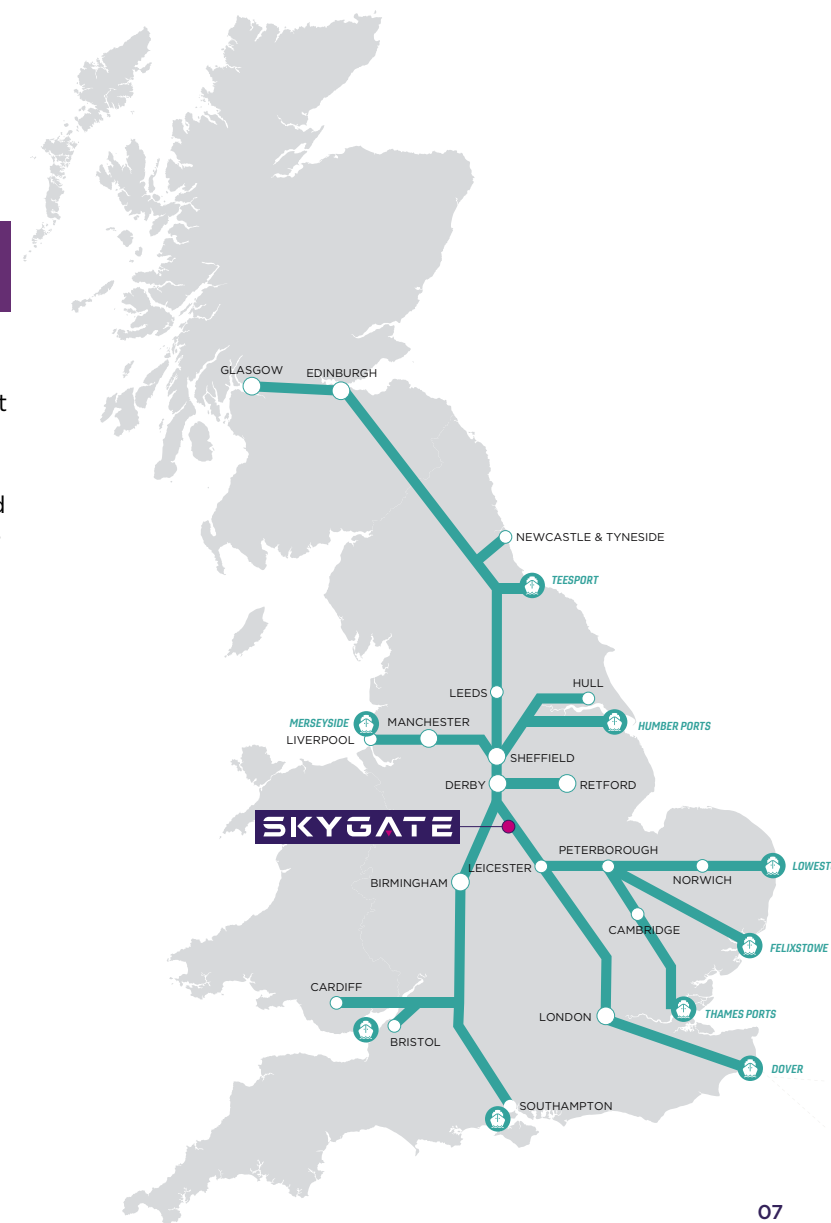 GLASGOW
EDINBURGH
t
d
NEWCASTLE & TYNESIDE
TEESPORT
HULL
LEEDS
MERSEYSIDE
MANCHESTER
HUMBER PORTS
LIVERPOOL
SHEFFIELD
DERBY
RETFORD
SKYGATE
PETERBOROUGH
LEICESTER
LOWEST
NORWICH
BIRMINGHAM
CAMBRIDGE
FELIXSTOWE
CARDIFF
THAMES PORTS
LONDON
BRISTOL
DOVER
SOUTHAMPTON
07